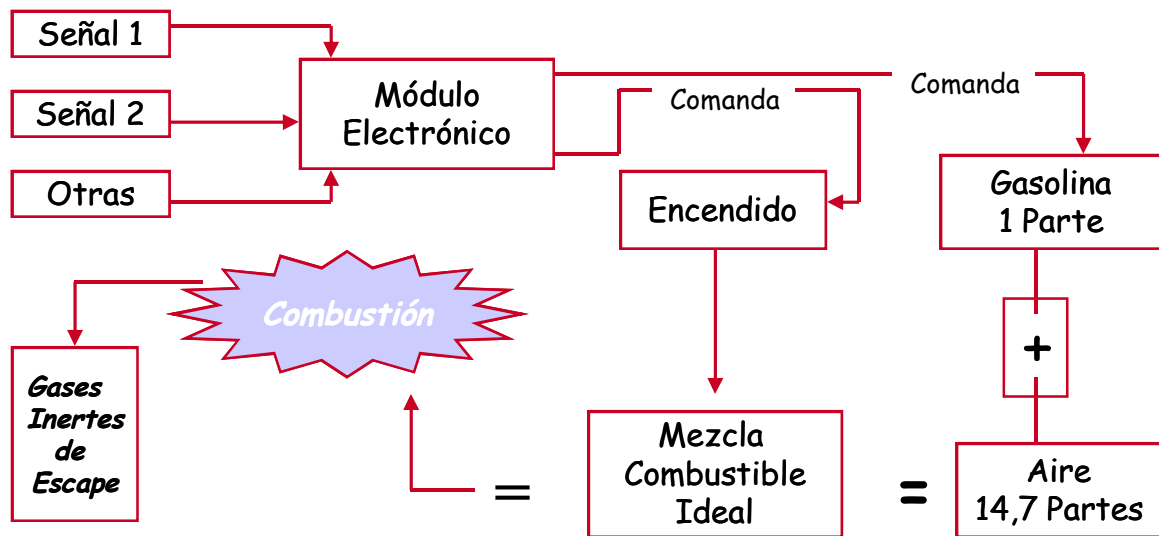 Señal 1
Señal 2
Otras
Módulo
Electrónico
Comanda
Comanda
Encendido
Gasolina
1 Parte
+
Aire
14,7 Partes
=
Mezcla
Combustible
Ideal
=
Combustión
Gases
Inertes
de
Escape